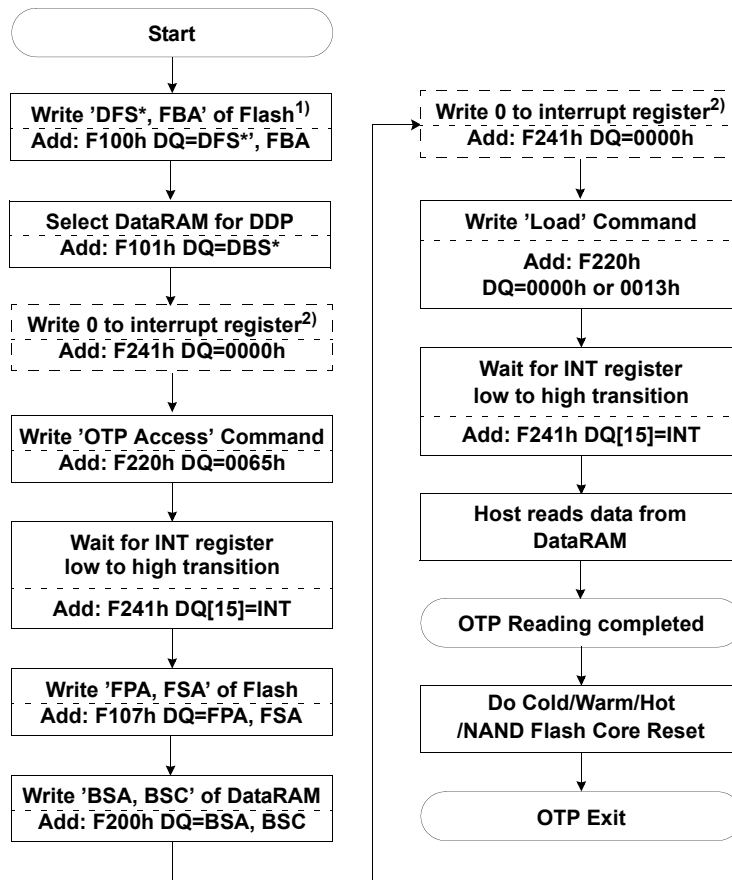 Start
Write 'DFS*, FBA' of Flash1)
Add: F100h DQ=DFS*', FBA
Select DataRAM for DDP
Add: F101h DQ=DBS*
Write 0 to interrupt register2)
Add: F241h DQ=0000h
Write 'OTP Access' Command
Add: F220h DQ=0065h
Wait for INT register
low to high transition
Add: F241h DQ[15]=INT
Write 'FPA, FSA' of Flash
Add: F107h DQ=FPA, FSA
Write 'BSA, BSC' of DataRAM
Add: F200h DQ=BSA, BSC
Write 0 to interrupt register2)
Add: F241h DQ=0000h
Write 'Load' Command
Add: F220h
DQ=0000h or 0013h
Wait for INT register
low to high transition
Add: F241h DQ[15]=INT
Host reads data from
DataRAM
OTP Reading completed
Do Cold/Warm/Hot
/NAND Flash Core Reset
OTP Exit